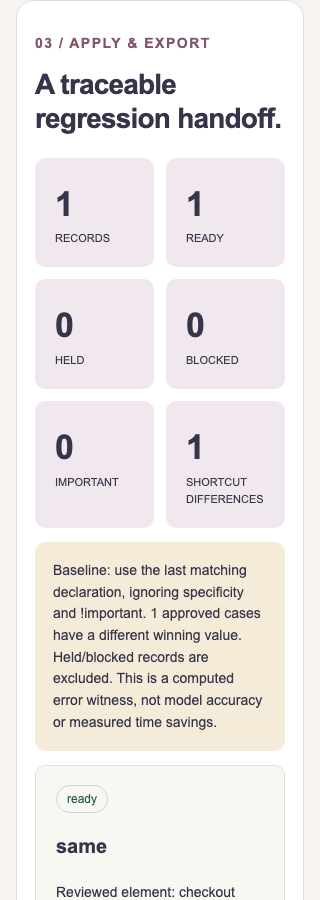 03 / APPLY & EXPORT
A traceable
regression handoff.
1
RECORDS
1
READY
0
HELD
0
BLOCKED
0
IMPORTANT
1
SHORTCUT
DIFFERENCES
Baseline: use the last matching
declaration, ignoring specificity
and !important. 1 approved cases
have a different winning value.
Held/blocked records are
excluded. This is a computed
error witness, not model accuracy
or measured time savings.
ready
same
Reviewed element: checkout